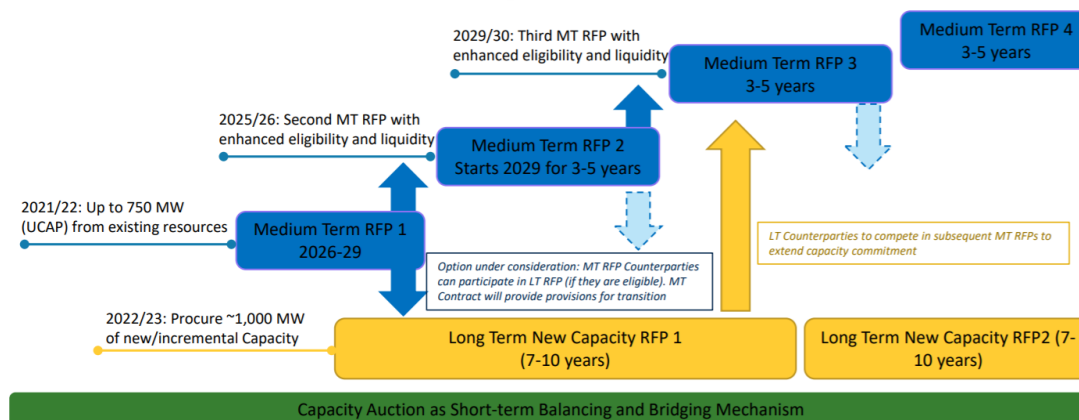 Medium Term RFP 4
3-5 years
2029/30: Third MT RFP with
enhanced eligibility and liquidity
Medium Term RFP 3
3-5 years
2025/26: Second MT RFP with
enhanced eligibility and liquidity
Medium Term RFP 2
Starts 2029 for 3-5 years
2021/22: Up to 750 MW
(UCAP) from existing resources
Medium Term RFP 1
2026-29
LT Counterparties to compete in subsequent MT RFPs to
extend capacity commitment
Option under consideration: MT RFP Counterparties
can participate in LT RFP (if they are eligible). MT
Contract will provide provisions for transition
2022/23: Procure ~1,000 MW
of new/incremental Capacity
Long Term New Capacity RFP 1
(7-10 years)
Long Term New Capacity RFP2 (7-
10 years)
Capacity Auction as Short-term Balancing and Bridging Mechanism